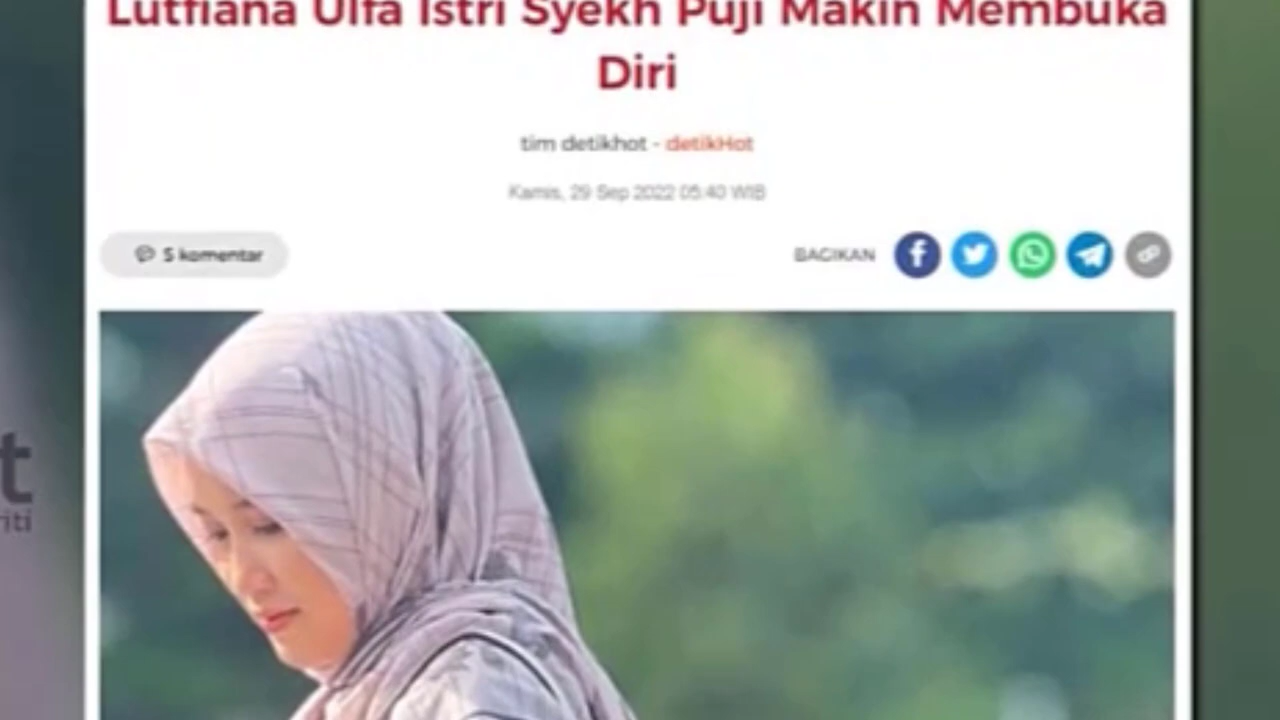 Lutfiana Ulfa Istri Syekh Puji Makin Membuka
Diri
tim detikhot - detikHot
Kamis, 29 Sep 2022 05:40 WIB
5 komentar
BAGIKAN
t
riti